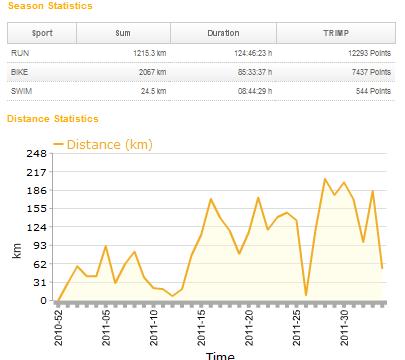 Season Statistics
Sport Sum Duration TRIMP
RUN 1215.3 km 124:46:23 h 12293 Points
BIKE 2067 km 85:33:37 h 7437 Points
SWIM 24.5 km 08:44:29 h 544 Points
Distance Statistics
Distance (km)
248
217
186
155
124
93
62
31
0
km
2010-52
2011-05
2011-10
2011-15
2011-20
2011-25
2011-30
Time